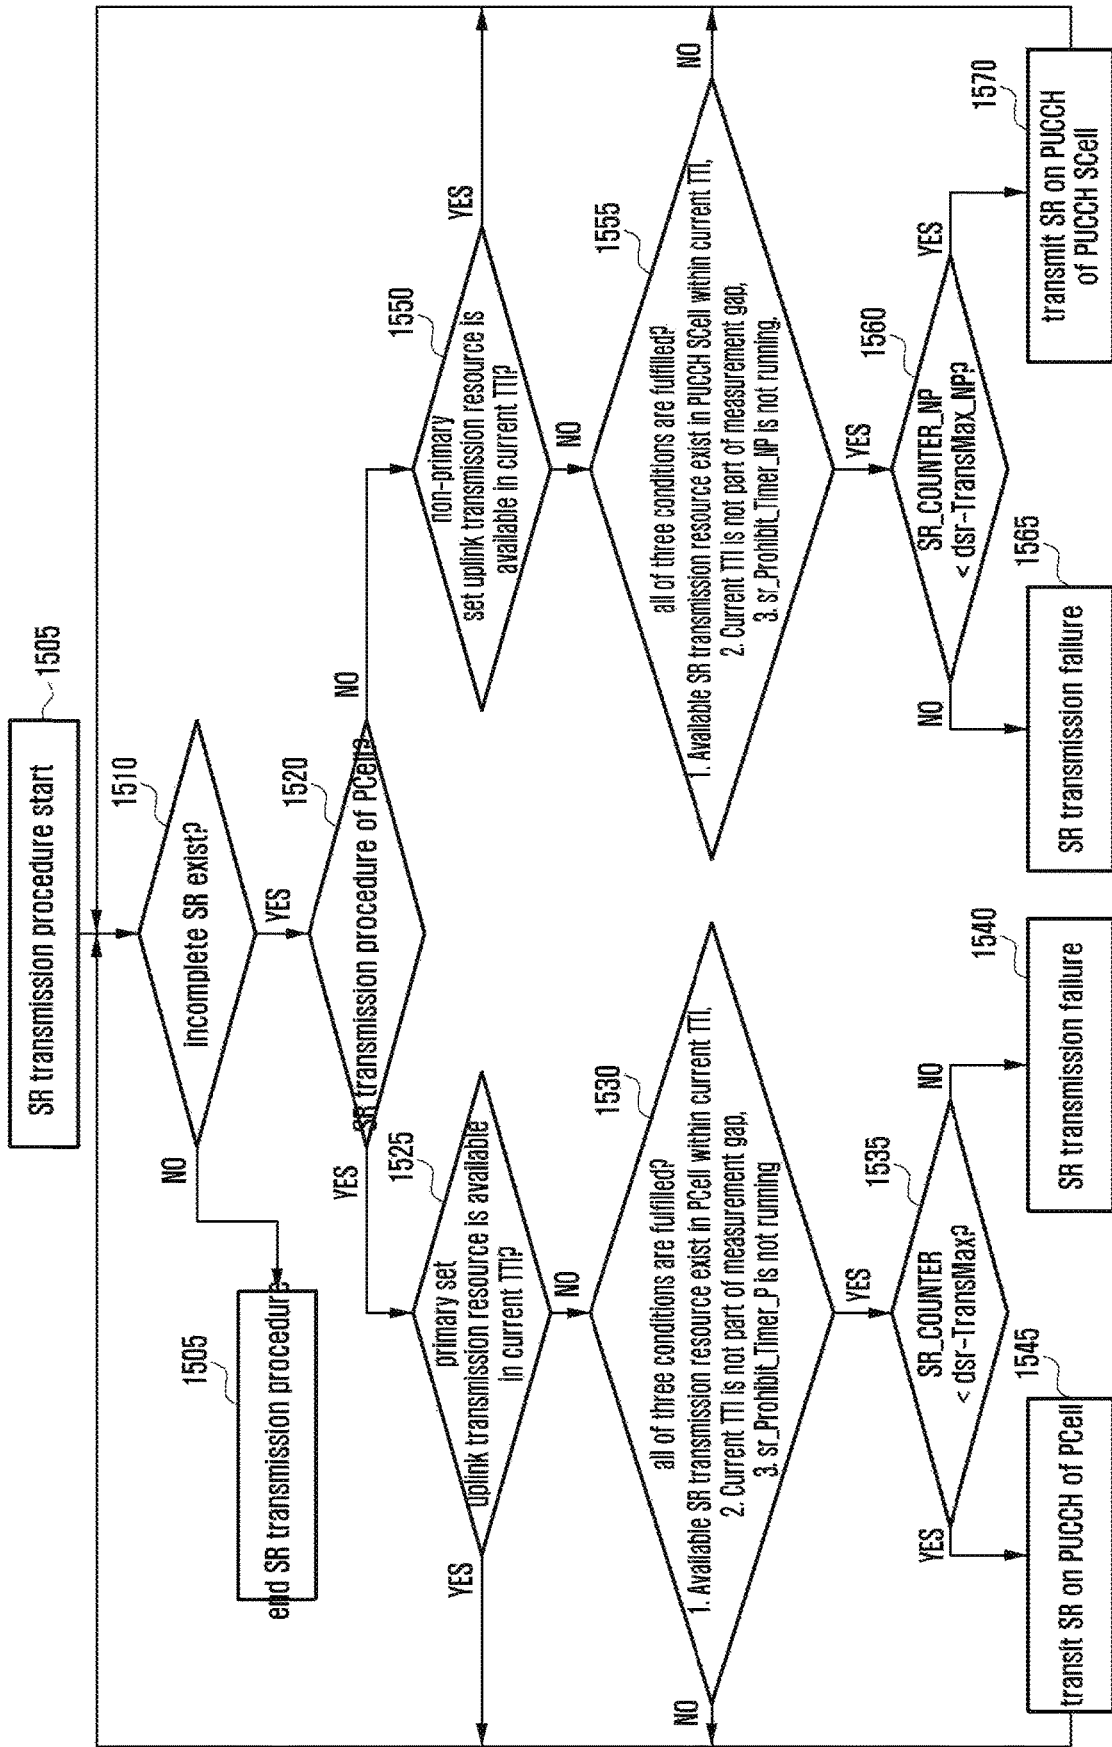 SR transmission procedure start
1505
incomplete SR exist?
1510
NO
YES
end SR transmission procedure
1505
SR transmission procedure of PCell?
1520
YES
NO
primary set
uplink transmission resource is available
in current TTI?
1525
YES
NO
all of three conditions are fulfilled?
1. Available SR transmission resource exist in PCell within current TTI,
2. Current TTI is not part of measurement gap,
3. sr_Prohibit_Timer_P is not running
1530
NO
YES
SR_COUNTER
< dsr-TransMax?
1535
YES
NO
transit SR on PUCCH of PCell
1545
SR transmission failure
1540
non-primary
set uplink transmission resource is
available in current TTI?
1550
YES
NO
all of three conditions are fulfilled?
1. Available SR transmission resource exist in PUCCH SCell within current TTI,
2. Current TTI is not part of measurement gap,
3. sr_Prohibit_Timer_NP is not running,
1555
NO
YES
SR_COUNTER_NP
< dsr-TransMax_NP?
1560
NO
YES
SR transmission failure
1565
transmit SR on PUCCH
of PUCCH SCell
1570